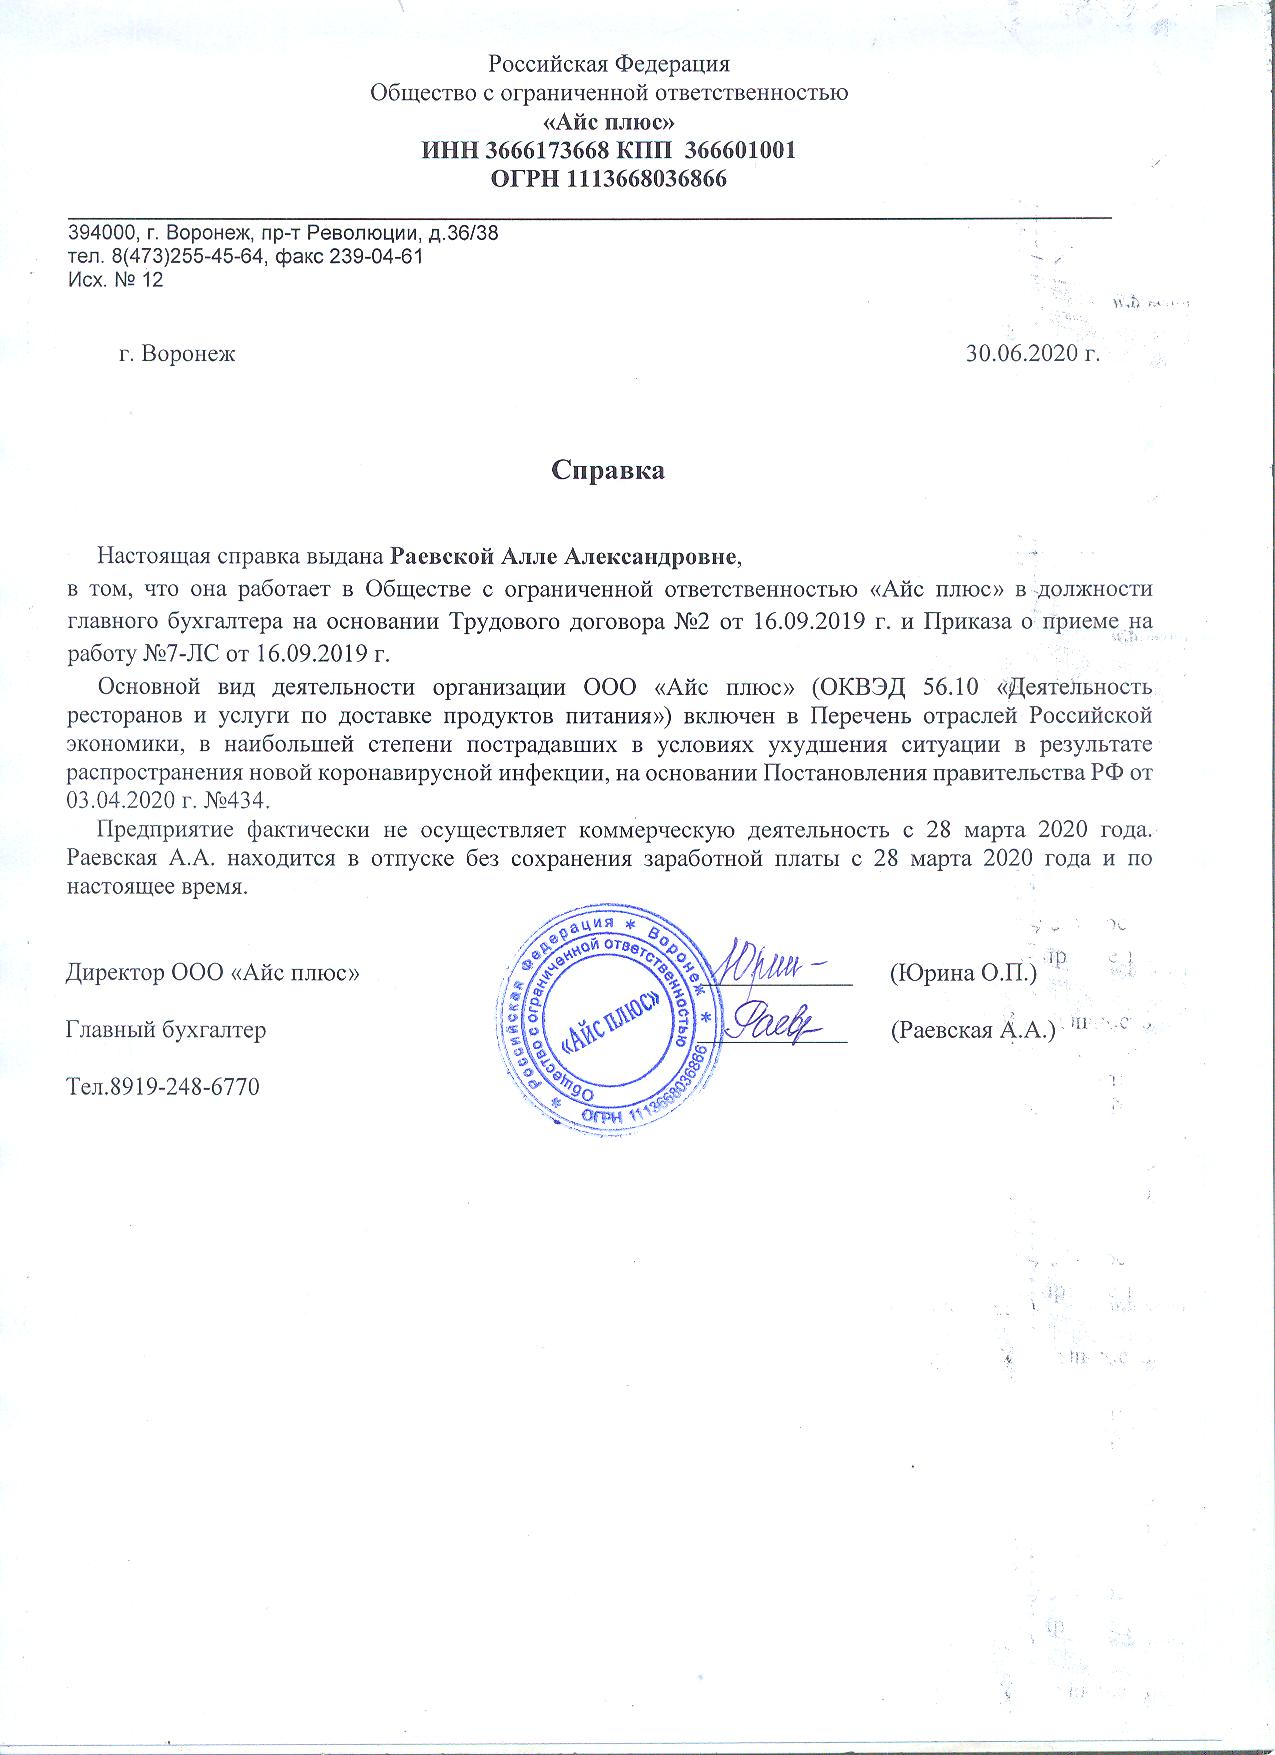 Российская Федерация
Общество с ограниченной ответственностью
«Айс плюс»
ИНН 3666173668 КПП 366601001
ОГРН 1113668036866
394000, г. Воронеж, пр-т Революции, д.36/38
тел. 8(473)255-45-64, факс 239-04-61
Исх. № 12
г. Воронеж 30.06.2020 г.
Справка
Настоящая справка выдана Раевской Алле Александровне,
в том, что она работает в Обществе с ограниченной ответственностью «Айс плюс» в должности
главного бухгалтера на основании Трудового договора №2 от 16.09.2019 г. и Приказа о приеме на
работу №7-ЛС от 16.09.2019 г.
Основной вид деятельности организации ООО «Айс плюс» (ОКВЭД 56.10 «Деятельность
ресторанов и услуги по доставке продуктов питания») включен в Перечень отраслей Российской
экономики, в наибольшей степени пострадавших в условиях ухудшения ситуации в результате
распространения новой коронавирусной инфекции, на основании Постановления правительства РФ от
03.04.2020 г. №434.
Предприятие фактически не осуществляет коммерческую деятельность с 28 марта 2020 года.
Раевская А.А. находится в отпуске без сохранения заработной платы с 28 марта 2020 года и по
настоящее время.
Директор ООО «Айс плюс» Юрин (Юрина О.П.)
Главный бухгалтер Раев (Раевская А.А.)
Тел.8919-248-6770
Российская Федерация * Воронеж *
ОГРН 1113668036866
Общество с ограниченной ответственностью
«Айс плюс»